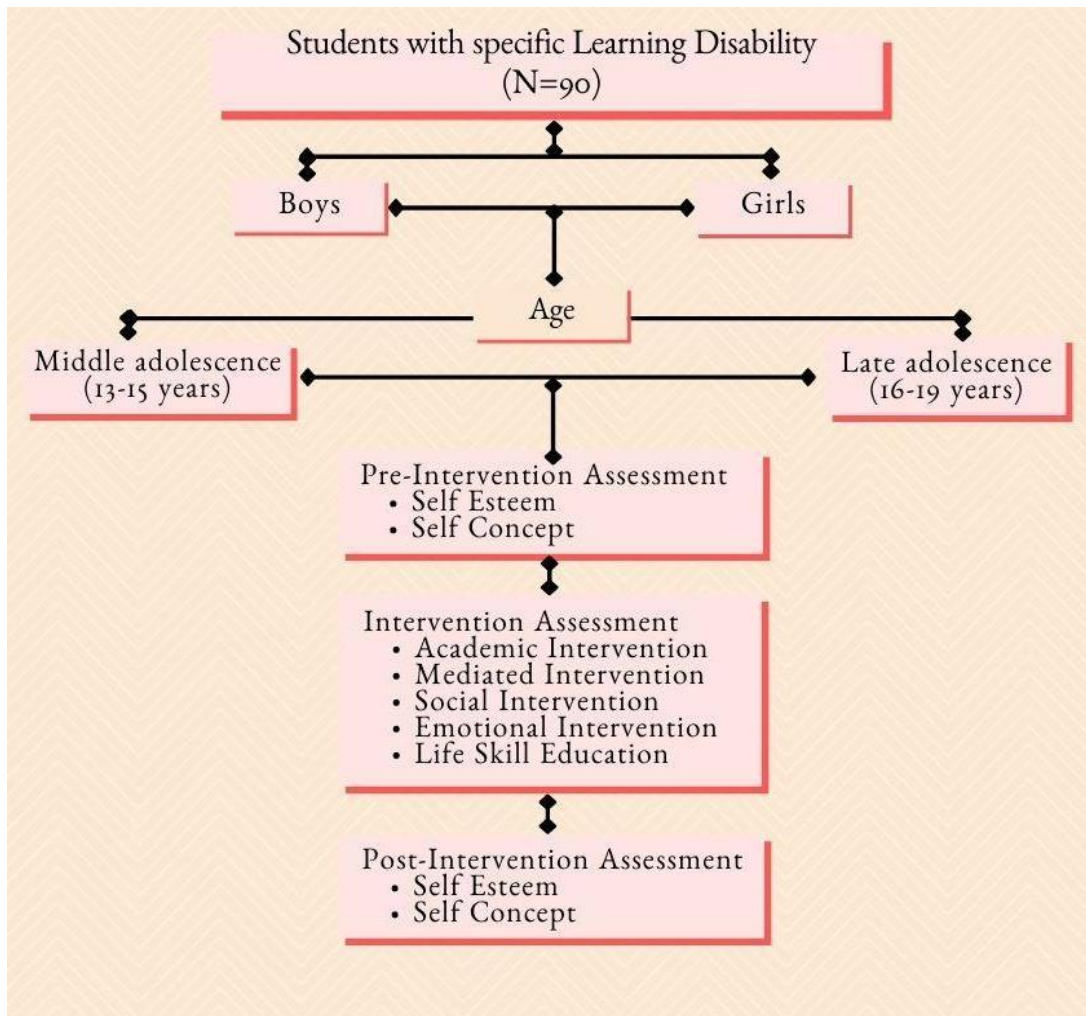 Students with specific Learning Disability
(N=90)
Boys
Girls
Age
Middle adolescence
(13-15 years)
Late adolescence
(16-19 years)
Pre-Intervention Assessment
• Self Esteem
• Self Concept
Intervention Assessment
• Academic Intervention
• Mediated Intervention
• Social Intervention
• Emotional Intervention
• Life Skill Education
Post-Intervention Assessment
• Self Esteem
• Self Concept